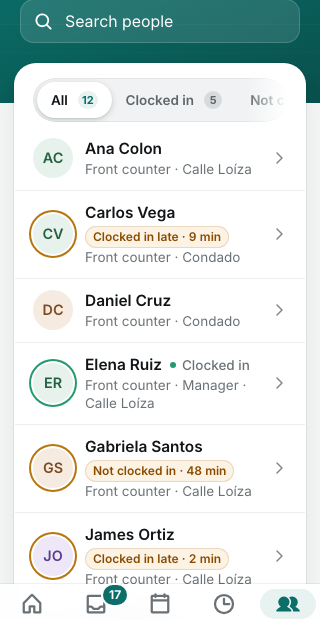 Search people
All 12 Clocked in 5 Not c
AC Ana Colon
Front counter · Calle Loíza
Carlos Vega
CV Clocked in late · 9 min
Front counter · Condado
DC Daniel Cruz
Front counter · Condado
Elena Ruiz • Clocked in
ER Front counter · Manager ·
Calle Loíza
Gabriela Santos
GS Not clocked in · 48 min
Front counter · Calle Loíza
James Ortiz
JO Clocked in late · 2 min
Front counter · Calle Loíza
17